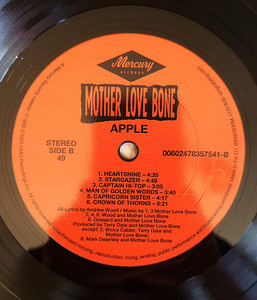 Mercury
RECORDS
MOTHER LOVE BONE
APPLE
STEREO
SIDE B
49
00602478357541-B
1. HEARTSHINE – 4:35
2. STARGAZER – 4:49
3. CAPTAIN HI-TOP – 3:05
4. MAN OF GOLDEN WORDS – 3:40
5. CAPRICORN SISTER – 4:17
6. CROWN OF THORNS – 6:21
All Lyrics by Andrew Wood / Music by 1, 3 Mother Love Bone,
2, 4, 6: Wood and Mother Love Bone
5: Gossard and Mother Love Bone
Produced by Terry Date and Mother Love Bone,
except: 2: Bruce Calder, Terry Date and
Mother Love Bone;
6: Mark Dearnley and Mother Love Bone